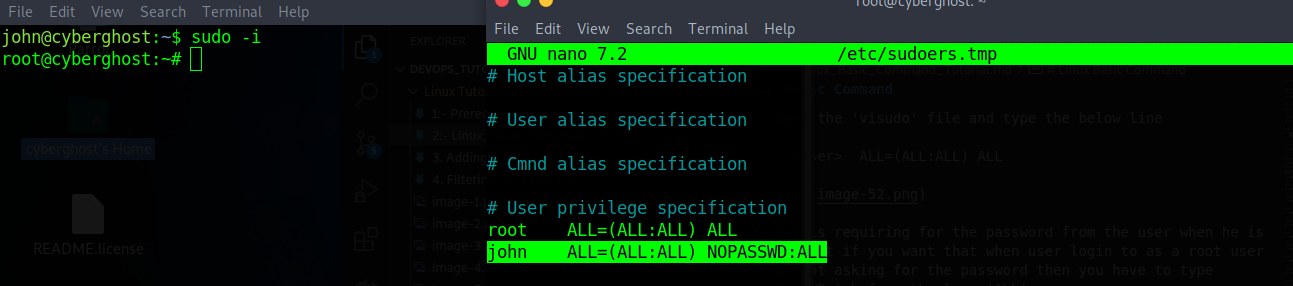 File Edit View Search Terminal Help
john@cyberghost:~$ sudo -i
root@cyberghost:~#
cyberghost's Home
README.license
EXPLORER
DEVOPS_TUT
Linux Tuto
2:- Linux
3. Adding
4. Filterin
image-1
image-2
image-3
image-4
root@cyberghost: ~
File Edit View Search Terminal Help
GNU nano 7.2 /etc/sudoers.tmp
# Host alias specification
# User alias specification
# Cmnd alias specification
# User privilege specification
root ALL=(ALL:ALL) ALL
john ALL=(ALL:ALL) NOPASSWD:ALL
c Command
the 'visudo' file and type the below line
ser> ALL=(ALL:ALL) ALL
image-52.png)
s requiring for the password from the user when he is
if you want that when user login to as a root user
t asking for the password then you have to type